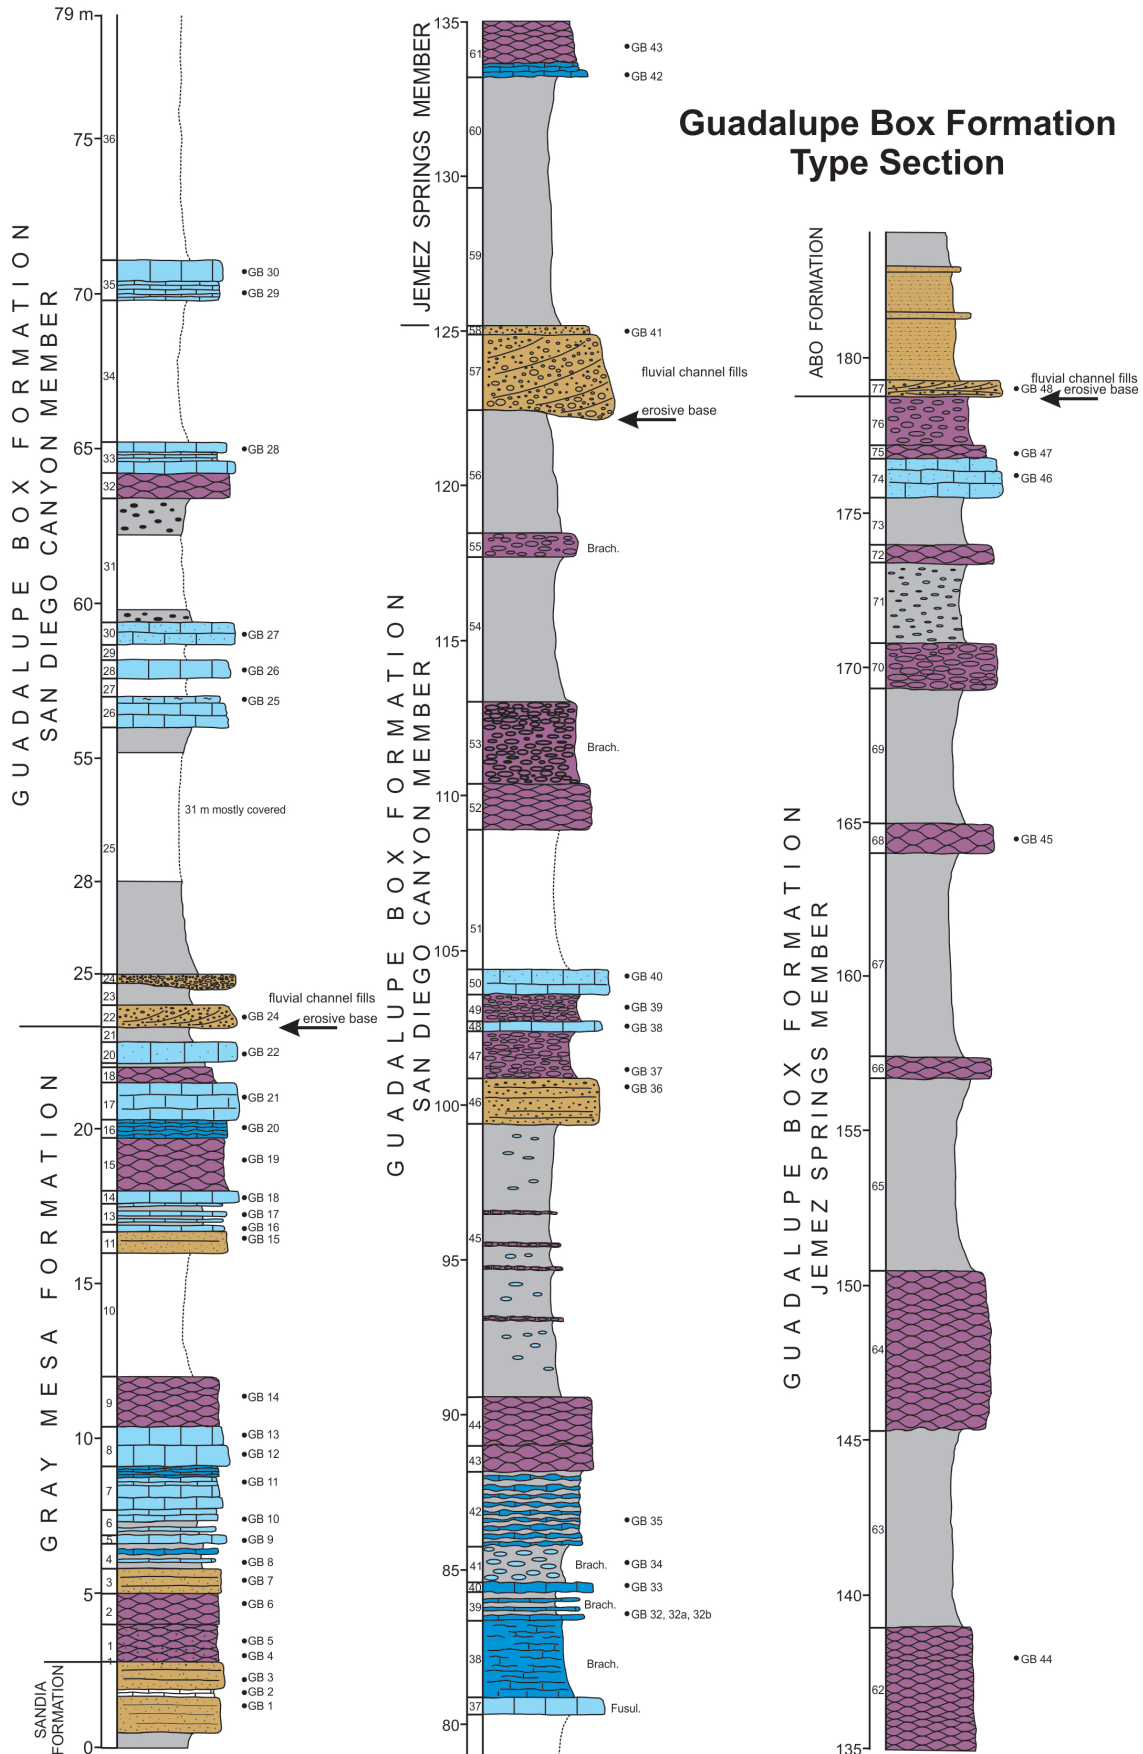 Guadalupe Box Formation
Type Section
79 m
75
70
65
60
55
28
25
20
15
10
5
0
GUADALUPE BOX FORMATION
SAN DIEGO CANYON MEMBER
GRAY MESA FORMATION
SANDIA
FORMATION
36
35
34
33
32
31
30
29
28
27
26
25
24
23
22
21
20
18
17
16
15
14
13
11
10
9
8
7
6
5
4
3
2
1
1
GB 30
GB 29
GB 28
GB 27
GB 26
GB 25
31 m mostly covered
fluvial channel fills
GB 24
erosive base
GB 22
GB 21
GB 20
GB 19
GB 18
GB 17
GB 16
GB 15
GB 14
GB 13
GB 12
GB 11
GB 10
GB 9
GB 8
GB 7
GB 6
GB 5
GB 4
GB 3
GB 2
GB 1
135
130
125
120
115
110
105
100
95
90
85
80
JEMEZ SPRINGS MEMBER
GUADALUPE BOX FORMATION
SAN DIEGO CANYON MEMBER
61
60
59
58
57
56
55
54
53
52
51
50
49
48
47
46
45
44
43
42
41
40
39
38
37
GB 43
GB 42
GB 41
fluvial channel fills
erosive base
Brach.
Brach.
GB 40
GB 39
GB 38
GB 37
GB 36
GB 35
Brach.
GB 34
GB 33
Brach.
GB 32, 32a, 32b
Brach.
Fusul.
180
175
170
165
160
155
150
145
140
135
ABO FORMATION
GUADALUPE BOX FORMATION
JEMEZ SPRINGS MEMBER
77
76
75
74
73
72
71
70
69
68
67
66
65
64
63
62
fluvial channel fills
GB 48
erosive base
GB 47
GB 46
GB 45
GB 44